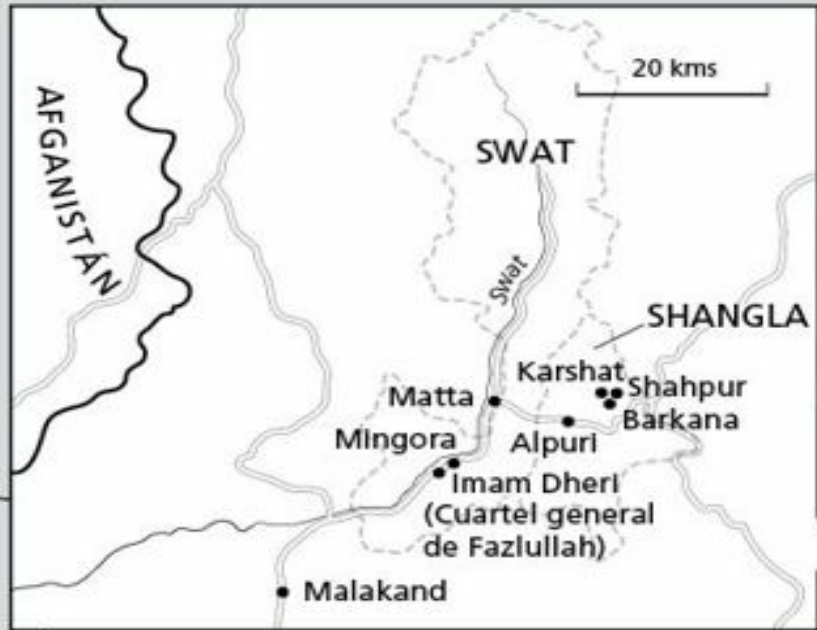 AFGANISTÁN
20 kms
SWAT
Swat
SHANGLA
Karshat
Shahpur
Matta
Barkana
Mingora
Alpuri
Imam Dheri
(Cuartel general
de Fazlullah)
Malakand